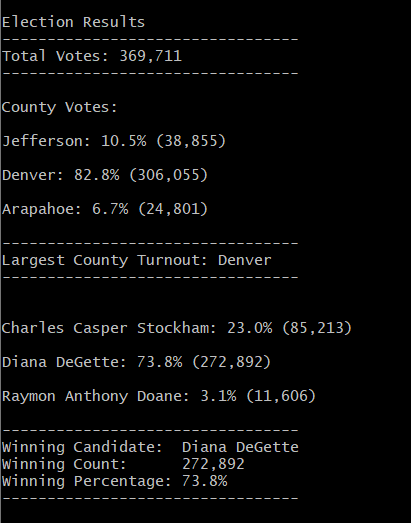 Election Results
---------------------------------
Total Votes: 369,711
---------------------------------
County Votes:
Jefferson: 10.5% (38,855)
Denver: 82.8% (306,055)
Arapahoe: 6.7% (24,801)
---------------------------------
Largest County Turnout: Denver
---------------------------------
Charles Casper Stockham: 23.0% (85,213)
Diana DeGette: 73.8% (272,892)
Raymon Anthony Doane: 3.1% (11,606)
---------------------------------
Winning Candidate:  Diana DeGette
Winning Count:      272,892
Winning Percentage: 73.8%
---------------------------------